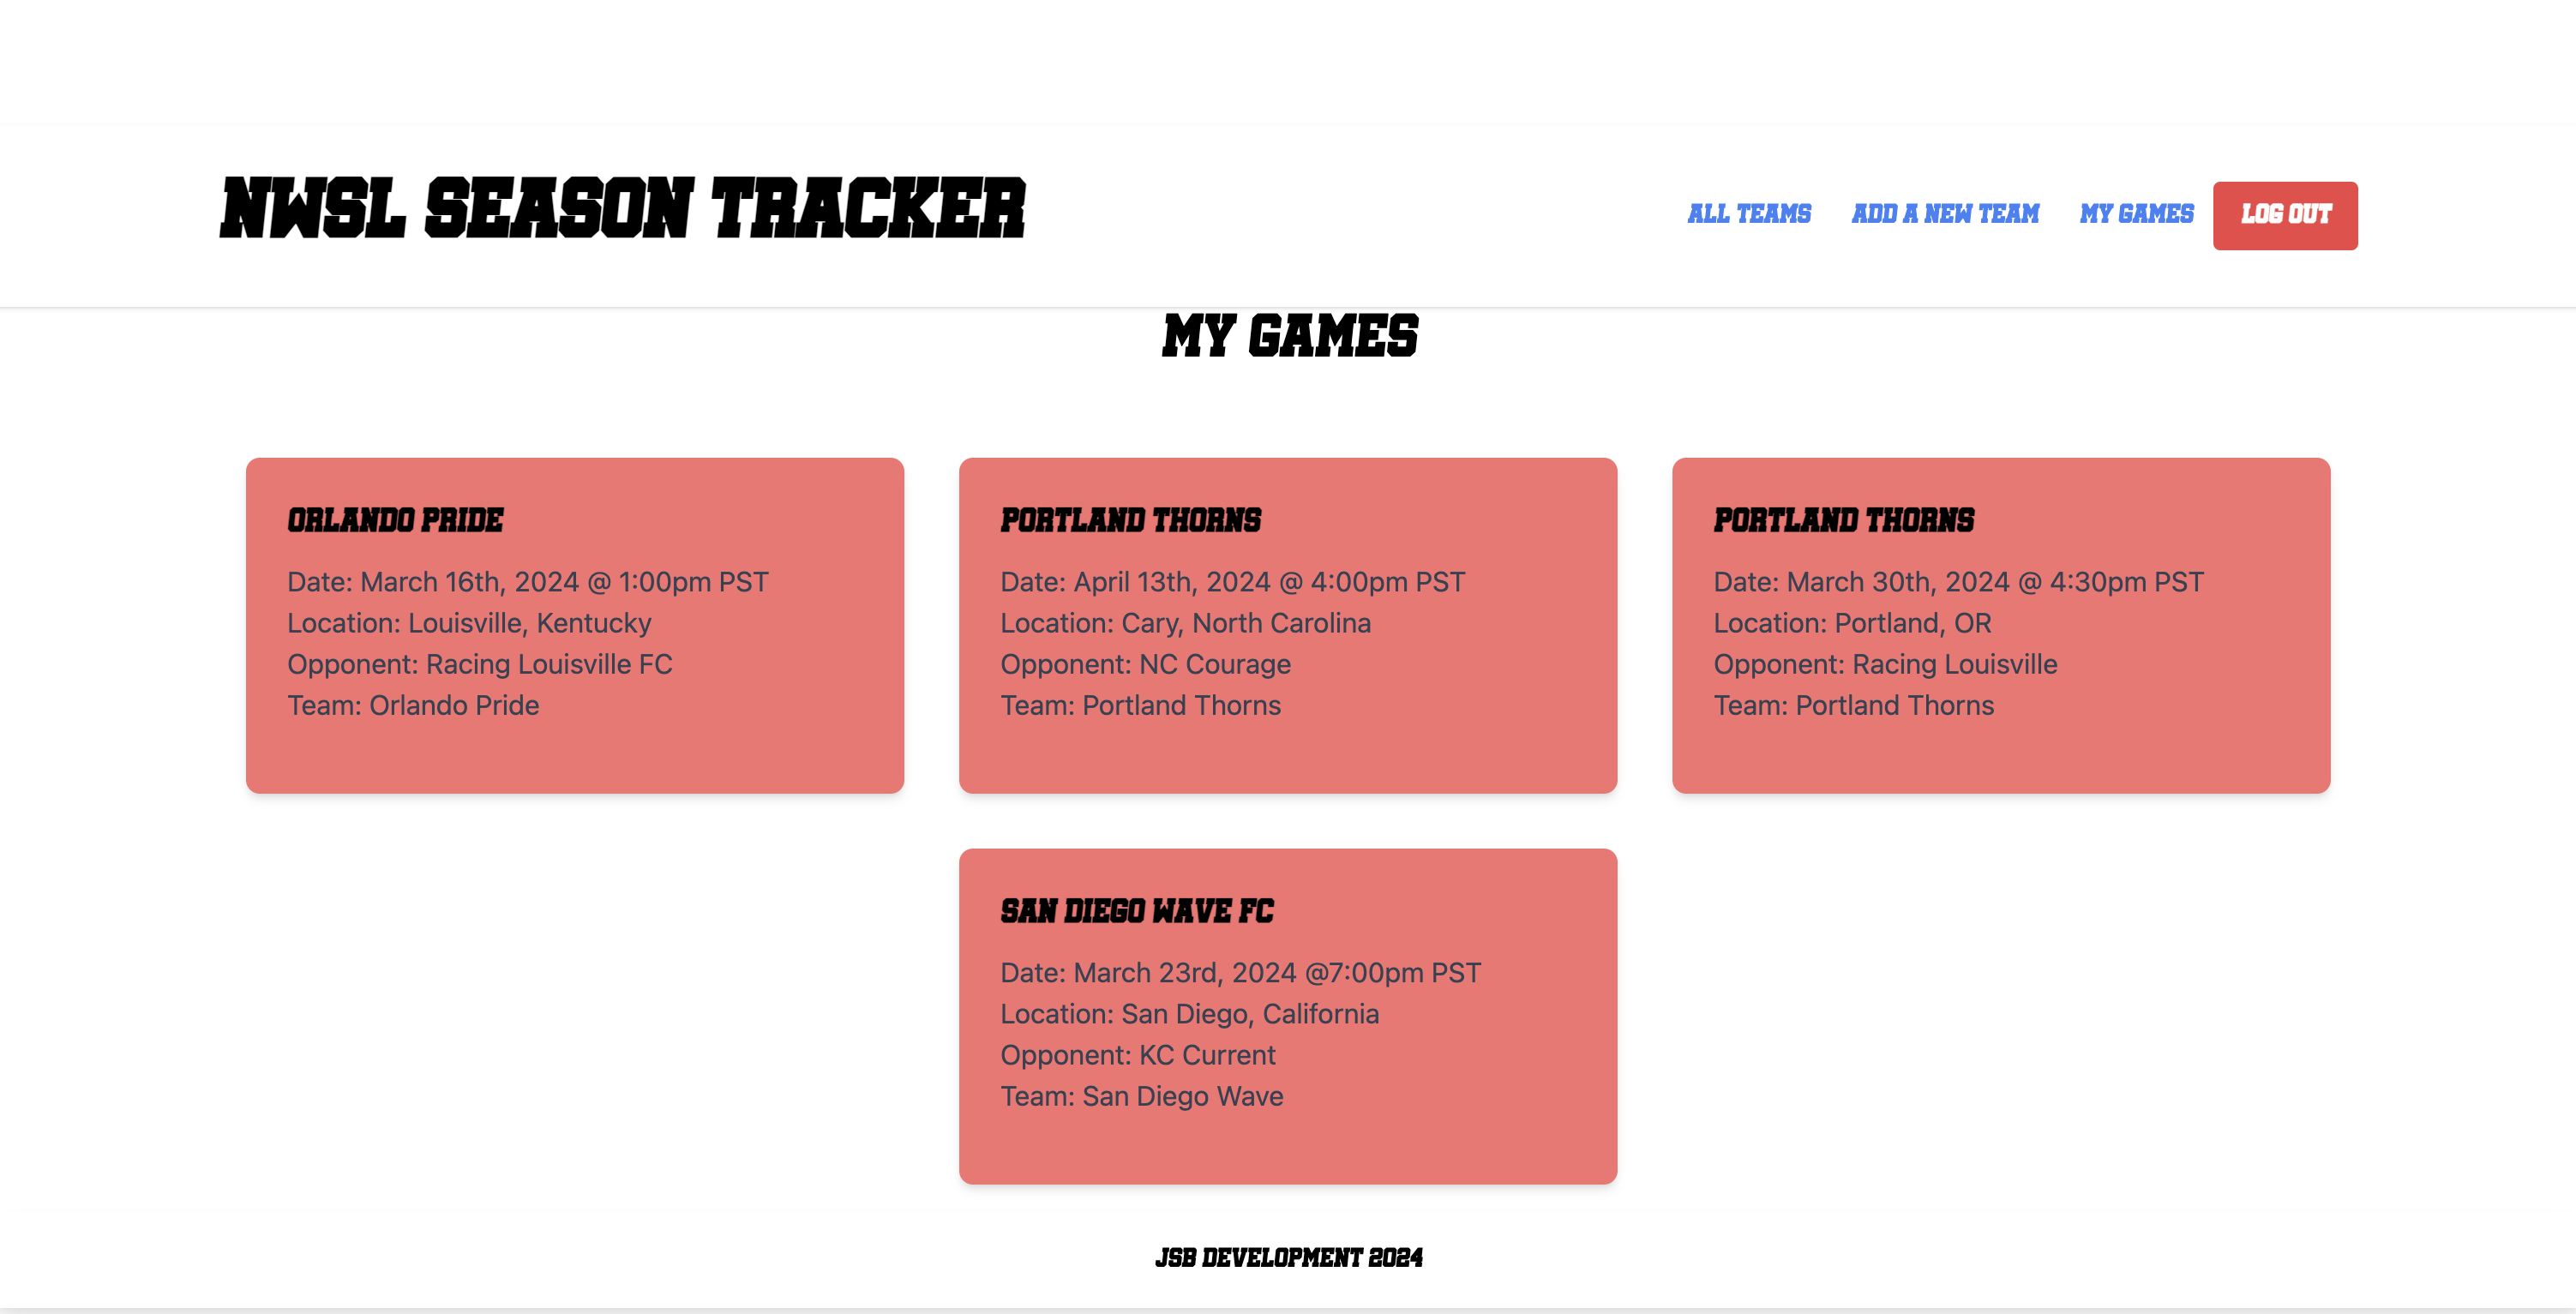 NWSL SEASON TRACKER
ALL TEAMS
ADD A NEW TEAM
MY GAMES
LOG OUT
MY GAMES
ORLANDO PRIDE
Date: March 16th, 2024 @ 1:00pm PST
Location: Louisville, Kentucky
Opponent: Racing Louisville FC
Team: Orlando Pride
PORTLAND THORNS
Date: April 13th, 2024 @ 4:00pm PST
Location: Cary, North Carolina
Opponent: NC Courage
Team: Portland Thorns
PORTLAND THORNS
Date: March 30th, 2024 @ 4:30pm PST
Location: Portland, OR
Opponent: Racing Louisville
Team: Portland Thorns
SAN DIEGO WAVE FC
Date: March 23rd, 2024 @7:00pm PST
Location: San Diego, California
Opponent: KC Current
Team: San Diego Wave
JSB DEVELOPMENT 2024